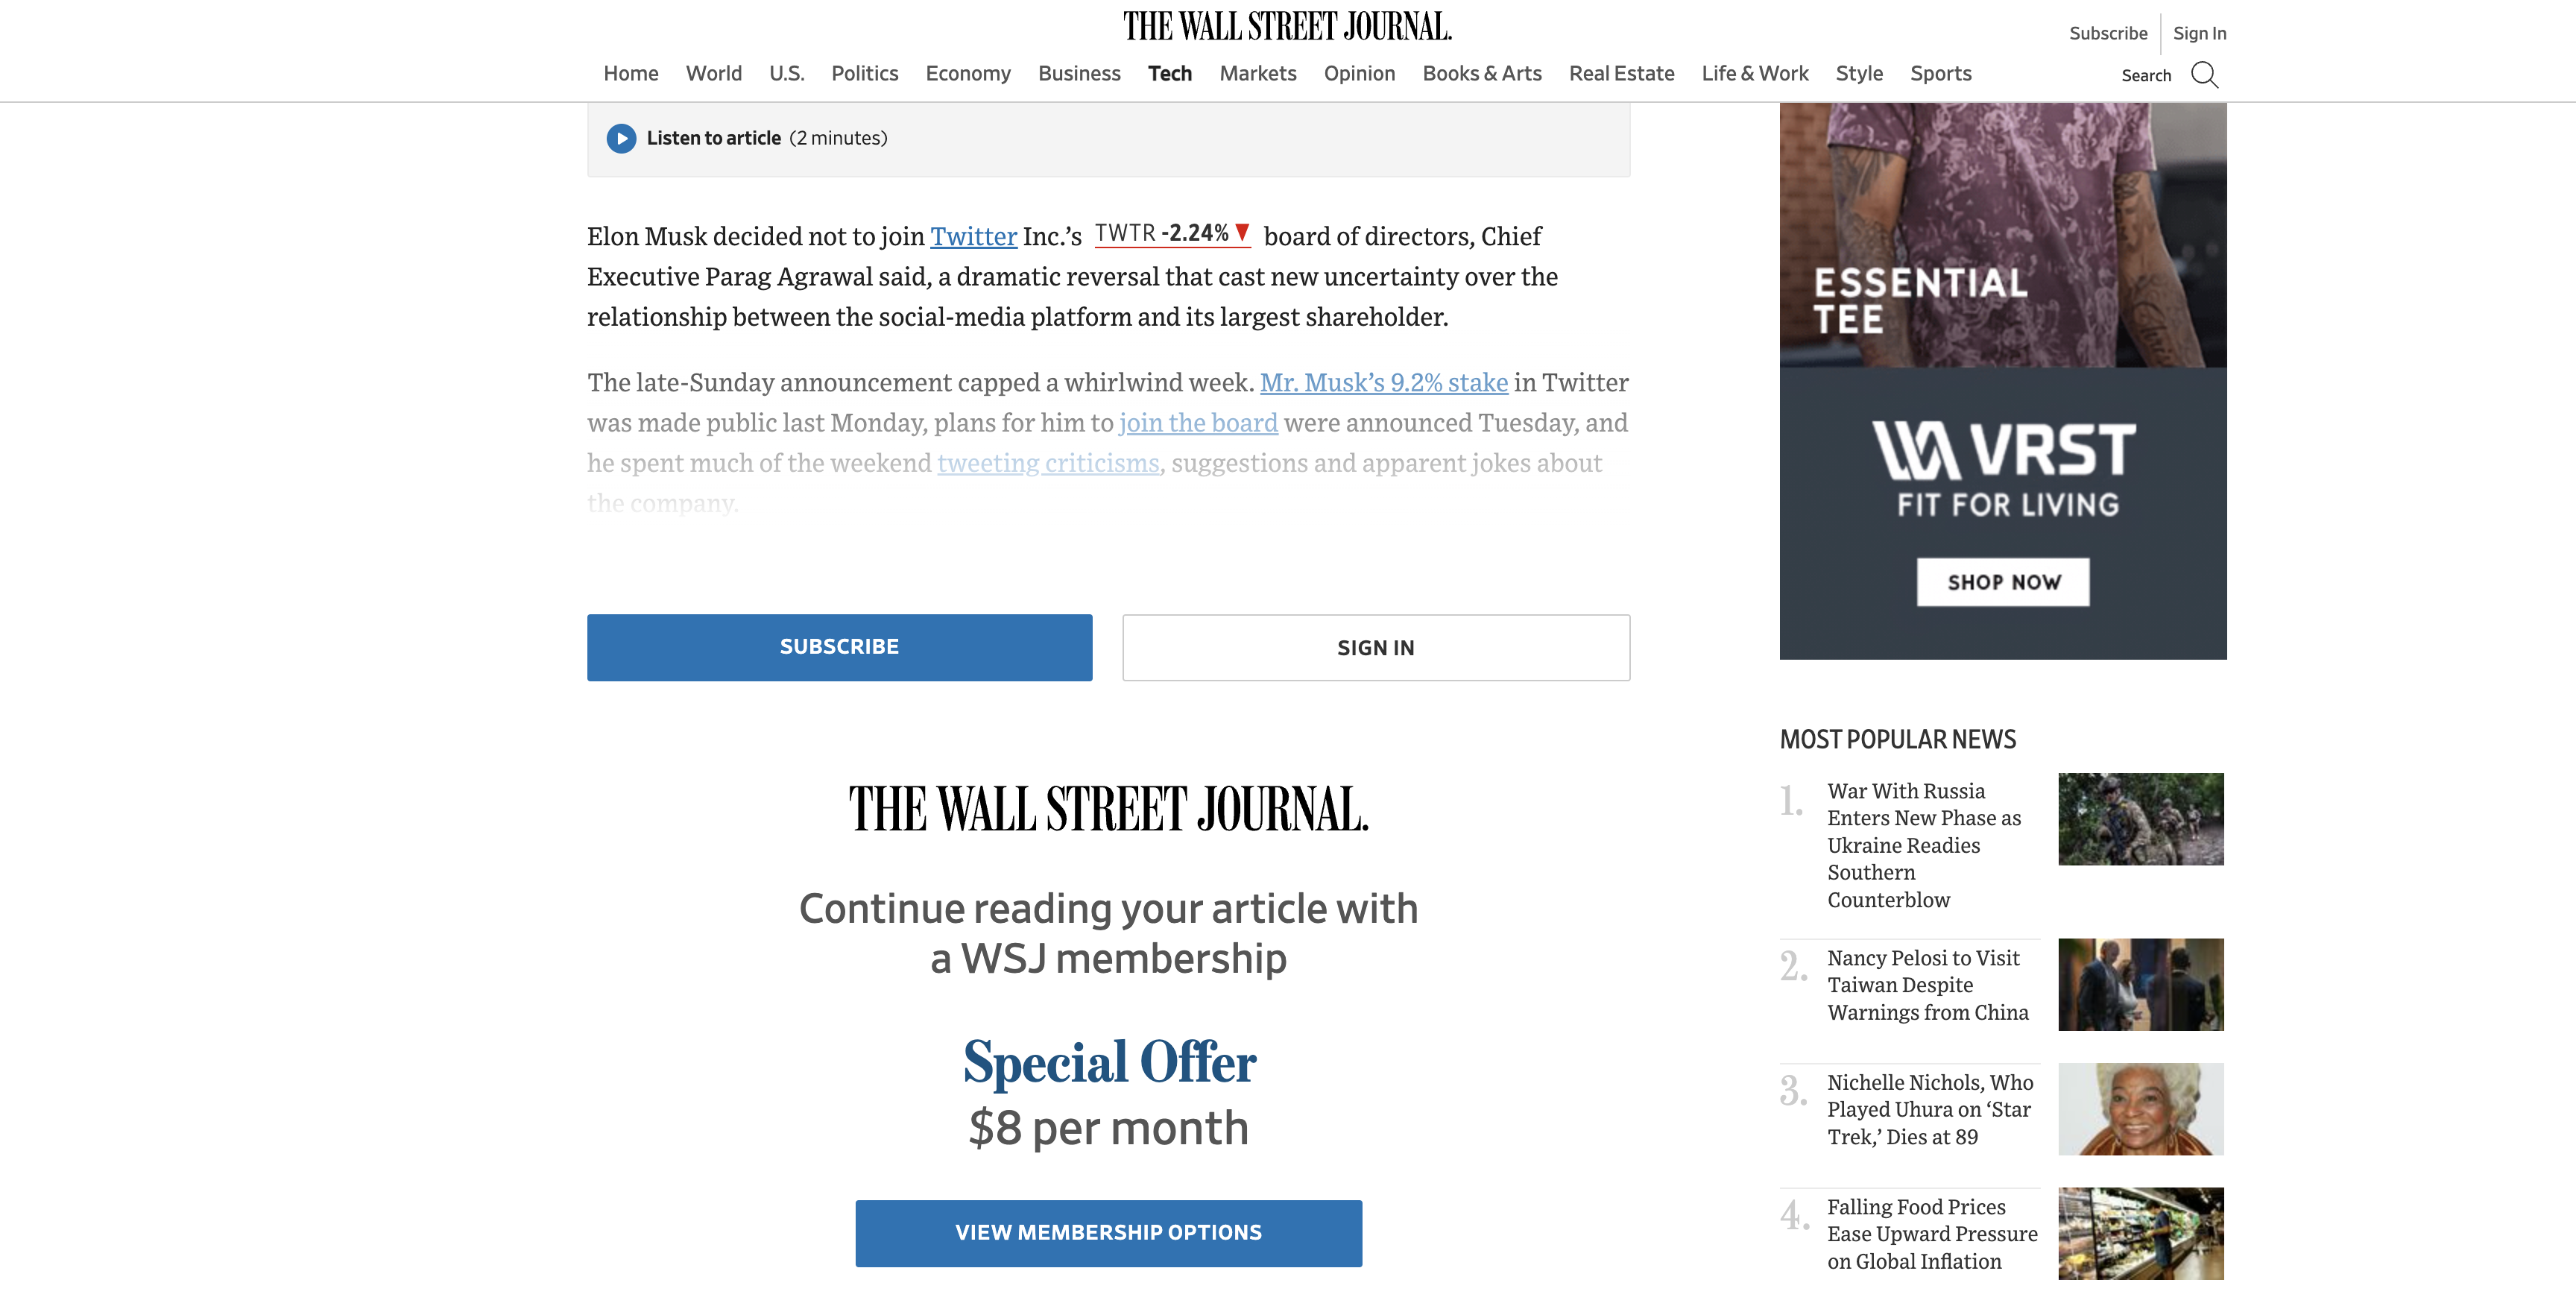 THE WALL STREET JOURNAL.
Subscribe
Sign In
Home World U.S. Politics Economy Business Tech Markets Opinion Books & Arts Real Estate Life & Work Style Sports
Search
Listen to article (2 minutes)
Elon Musk decided not to join Twitter Inc.’s TWTR -2.24% board of directors, Chief
Executive Parag Agrawal said, a dramatic reversal that cast new uncertainty over the
relationship between the social-media platform and its largest shareholder.
The late-Sunday announcement capped a whirlwind week. Mr. Musk’s 9.2% stake in Twitter
was made public last Monday, plans for him to join the board were announced Tuesday, and
he spent much of the weekend tweeting criticisms, suggestions and apparent jokes about
the company.
SUBSCRIBE
SIGN IN
THE WALL STREET JOURNAL.
Continue reading your article with
a WSJ membership
Special Offer
$8 per month
VIEW MEMBERSHIP OPTIONS
ESSENTIAL
TEE
VRST
FIT FOR LIVING
SHOP NOW
MOST POPULAR NEWS
1.
War With Russia
Enters New Phase as
Ukraine Readies
Southern
Counterblow
2.
Nancy Pelosi to Visit
Taiwan Despite
Warnings from China
3.
Nichelle Nichols, Who
Played Uhura on ‘Star
Trek,’ Dies at 89
4.
Falling Food Prices
Ease Upward Pressure
on Global Inflation